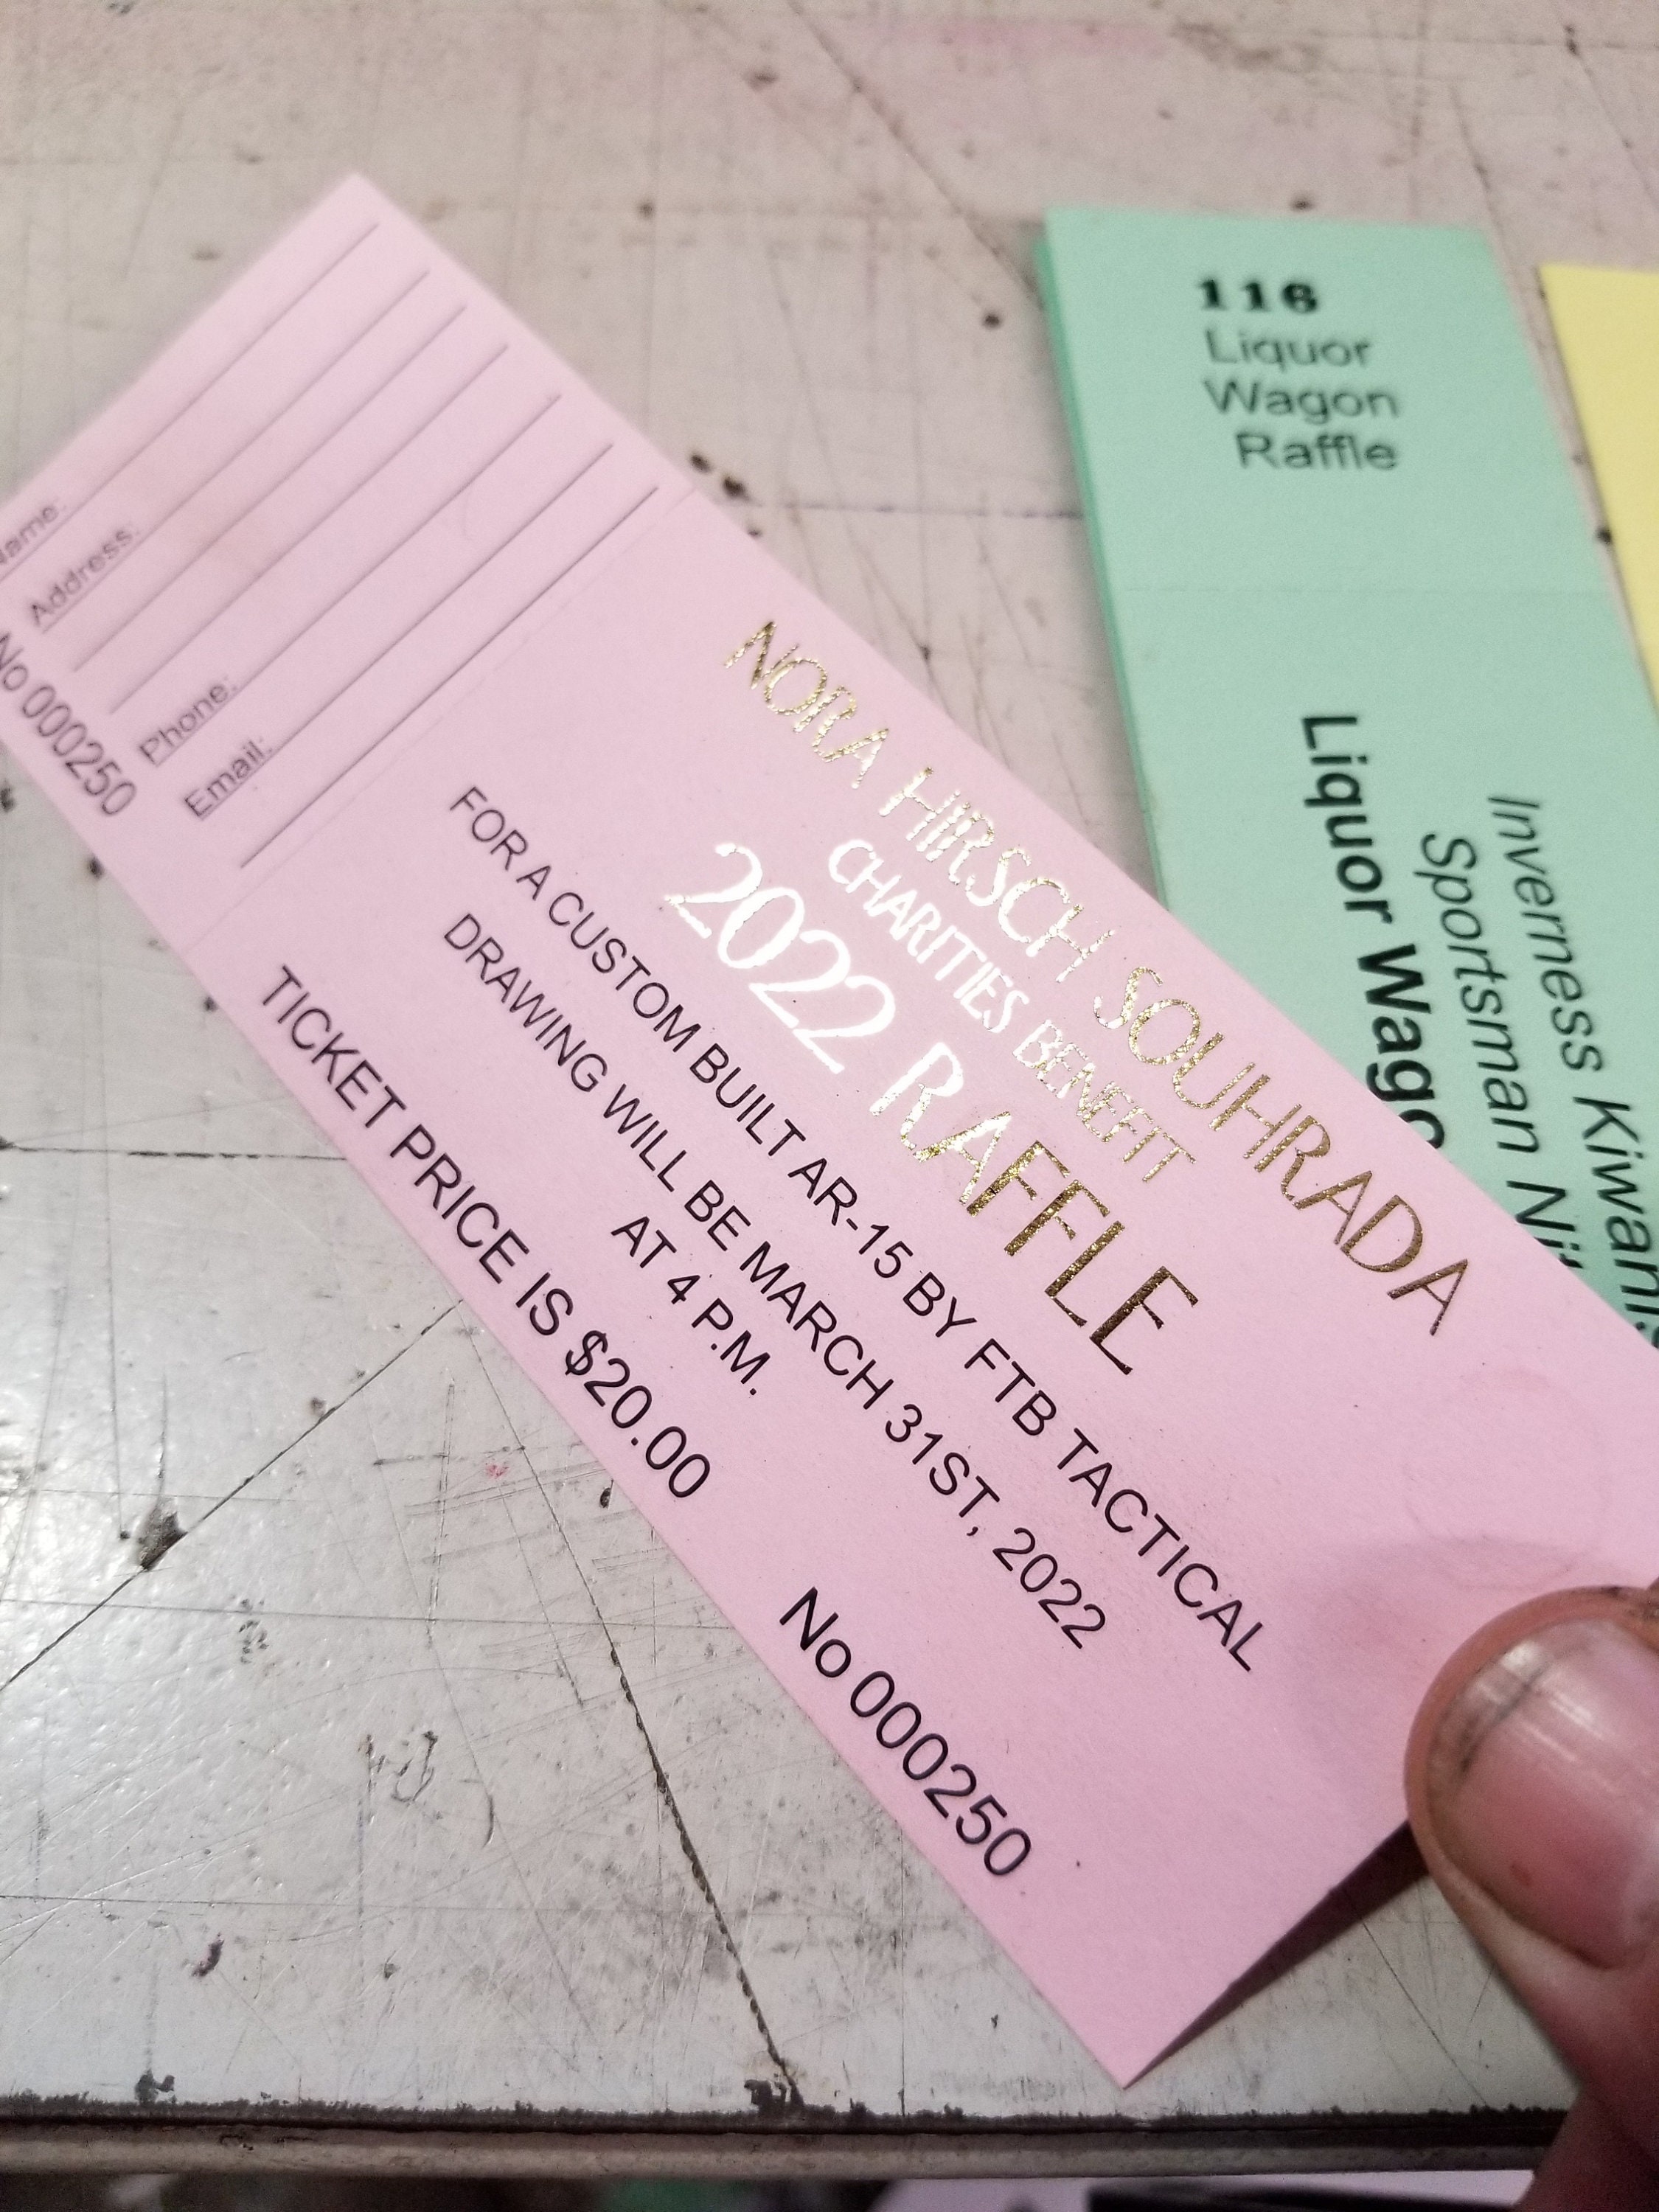 Name:
Address:
Phone:
Email:
No 000250
NORA HIRSCH SOUHRADA
CHARITIES BENEFIT
2022 RAFFLE
FOR A CUSTOM BUILT AR-15 BY FTB TACTICAL
DRAWING WILL BE MARCH 31ST, 2022
AT 4 P.M.
TICKET PRICE IS $20.00
No 000250
116
Liquor
Wagon
Raffle
Inverness Kiwanis
Sportsman
Liquor Wago